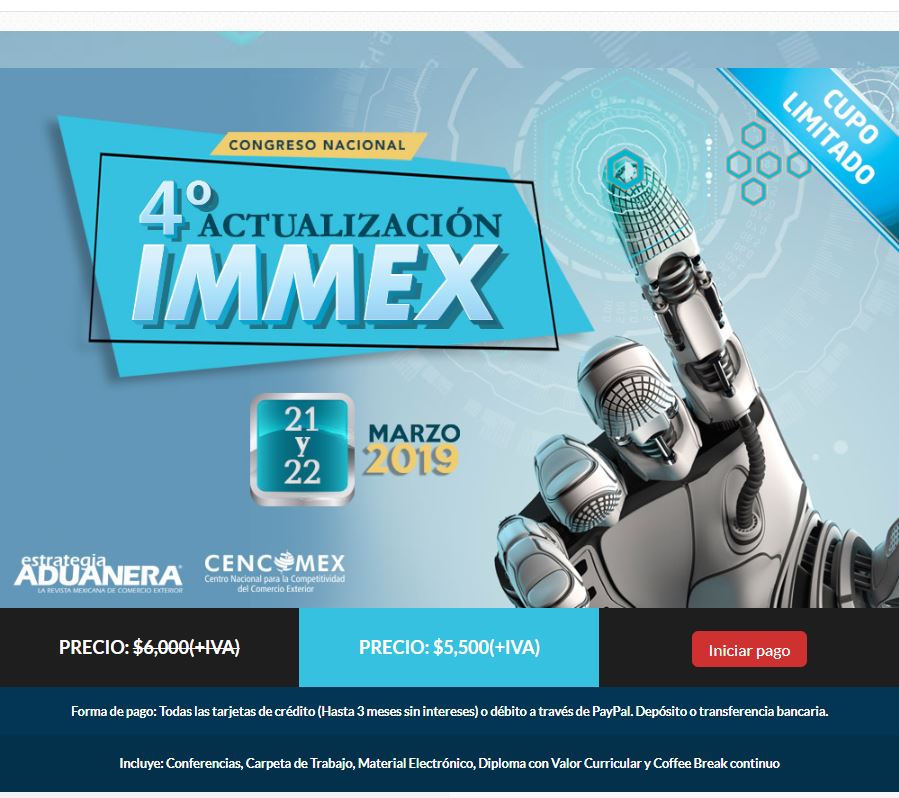 CUPO
LIMITADO
CONGRESO NACIONAL
4º ACTUALIZACIÓN
IMMEX
21
y
22
MARZO
2019
estrategia
ADUANERA
LA REVISTA MEXICANA DE COMERCIO EXTERIOR
CENCOMEX
Centro Nacional para la Competitividad
del Comercio Exterior
PRECIO: $6,000(+IVA)
PRECIO: $5,500(+IVA)
Iniciar pago
Forma de pago: Todas las tarjetas de crédito (Hasta 3 meses sin intereses) o débito a través de PayPal. Depósito o transferencia bancaria.
Incluye: Conferencias, Carpeta de Trabajo, Material Electrónico, Diploma con Valor Curricular y Coffee Break continuo